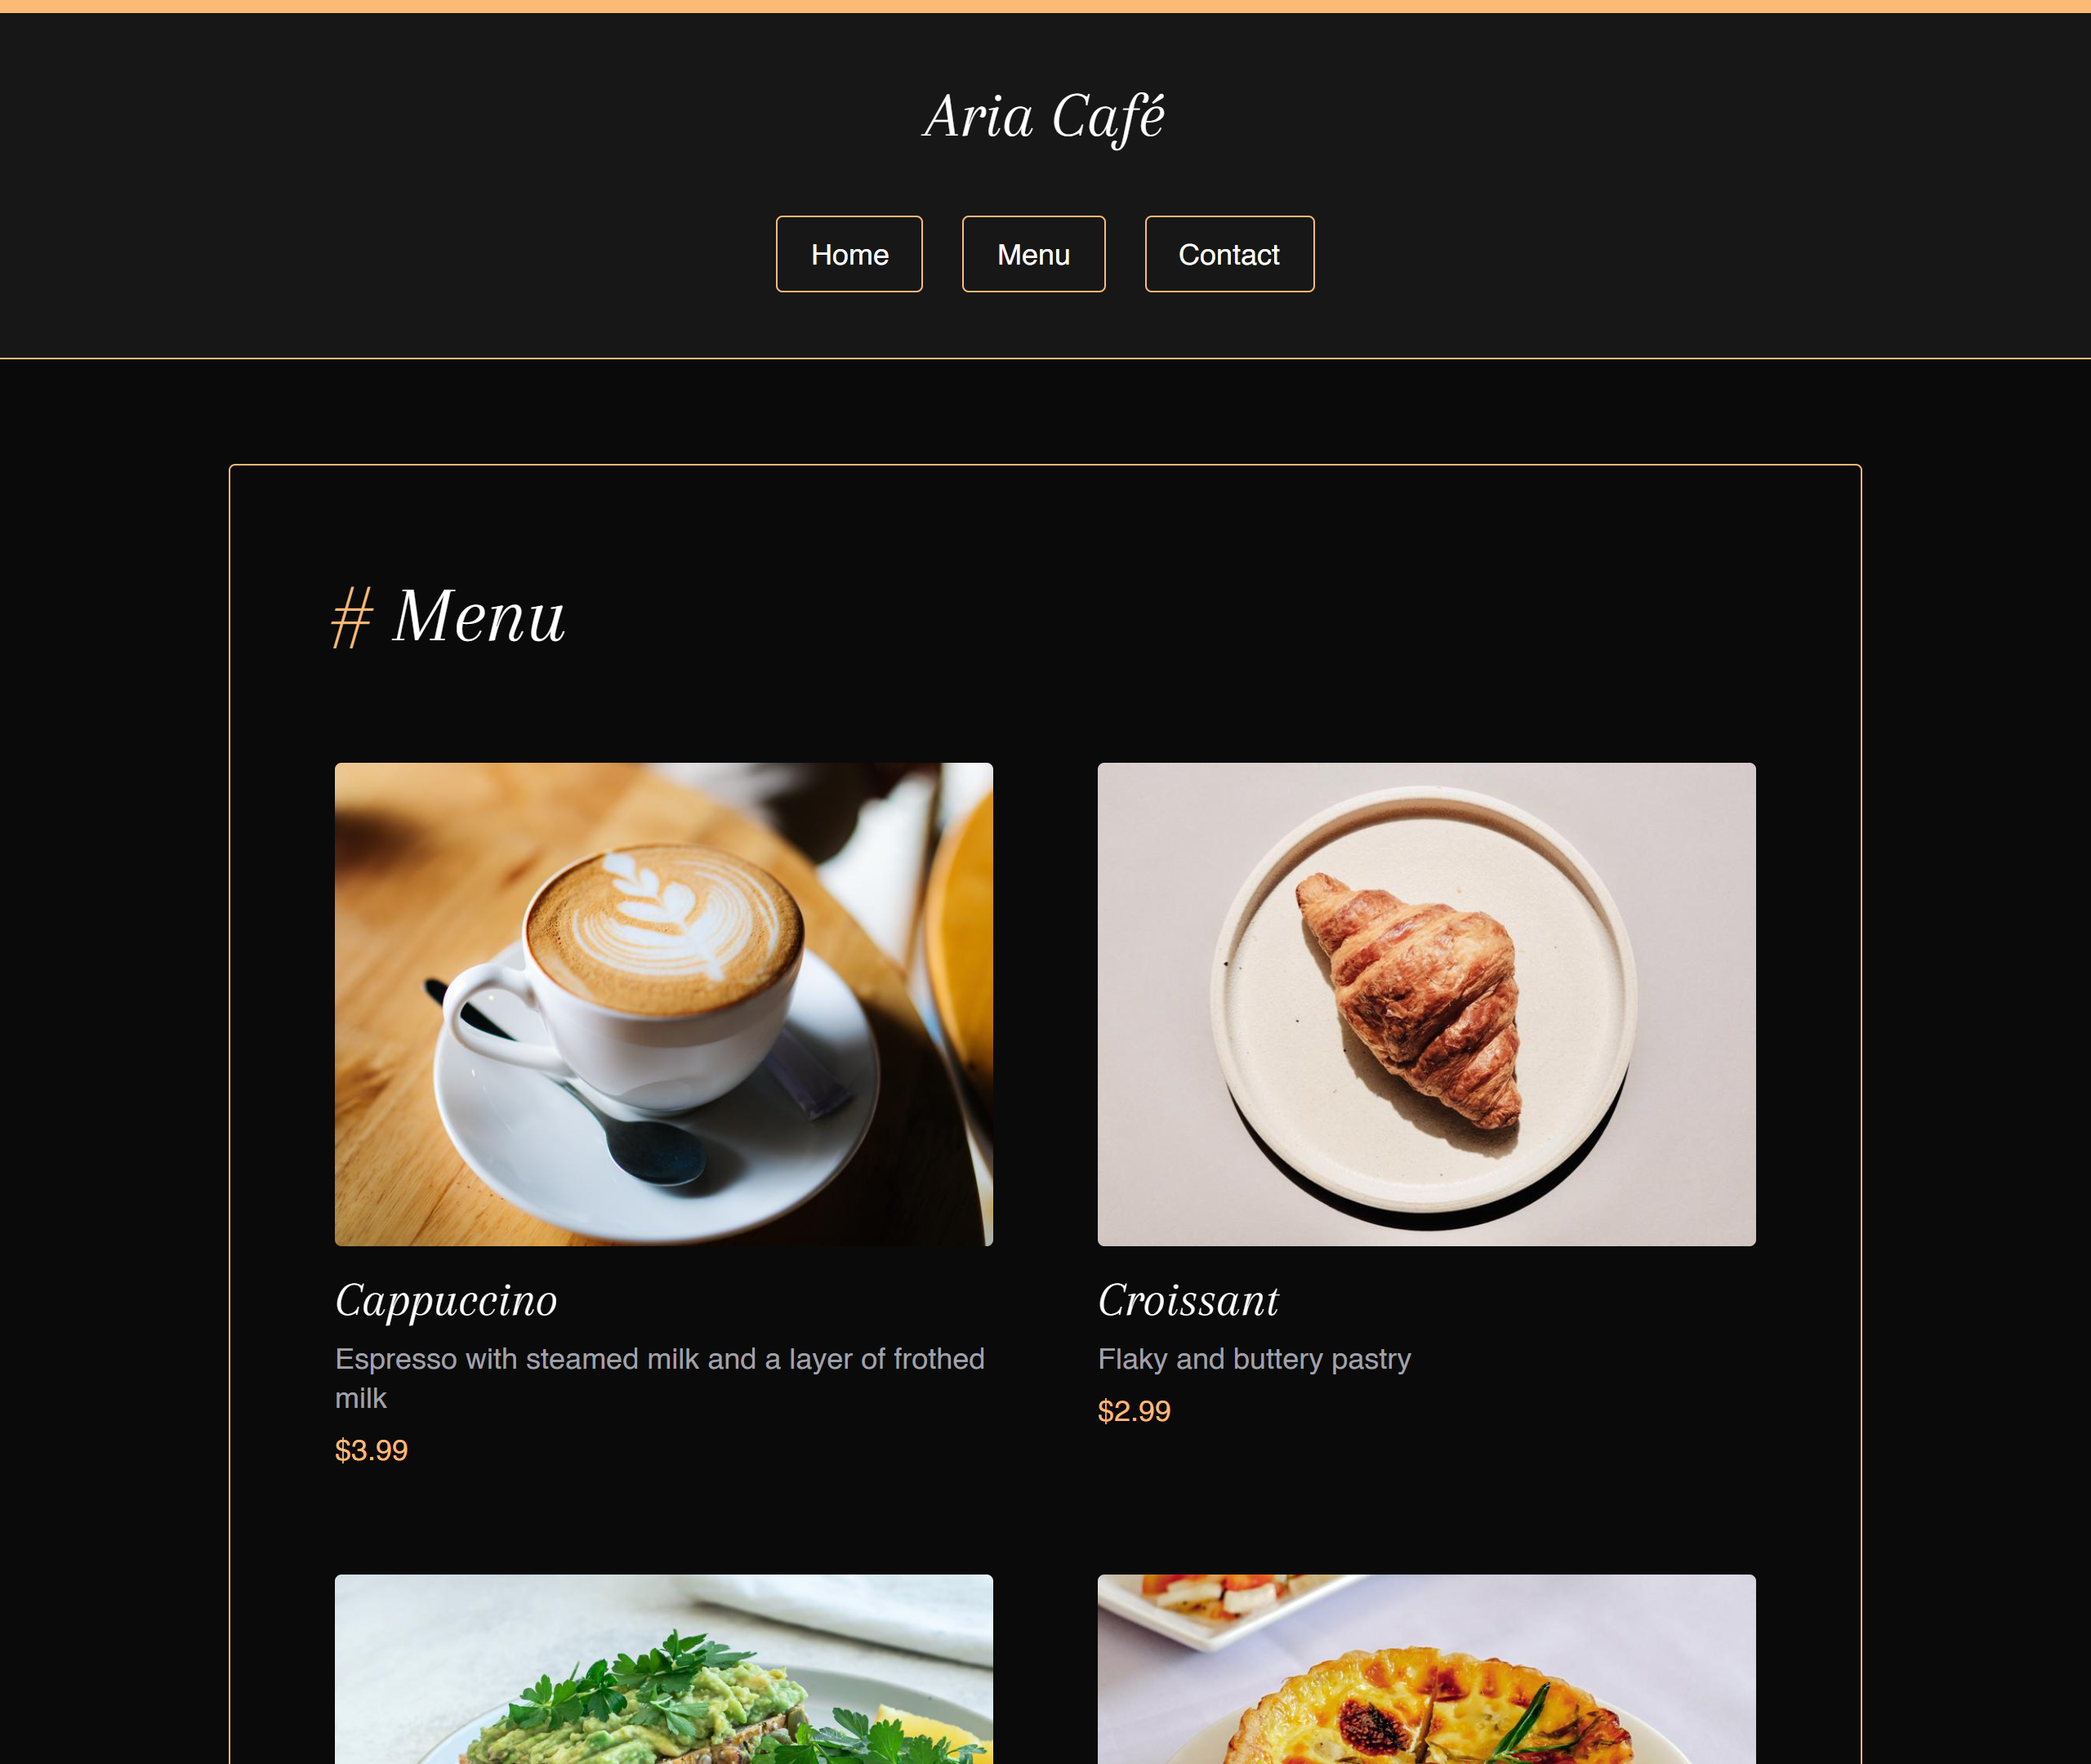 Aria Café
Home
Menu
Contact
# Menu
Cappuccino
Espresso with steamed milk and a layer of frothed
milk
$3.99
Croissant
Flaky and buttery pastry
$2.99